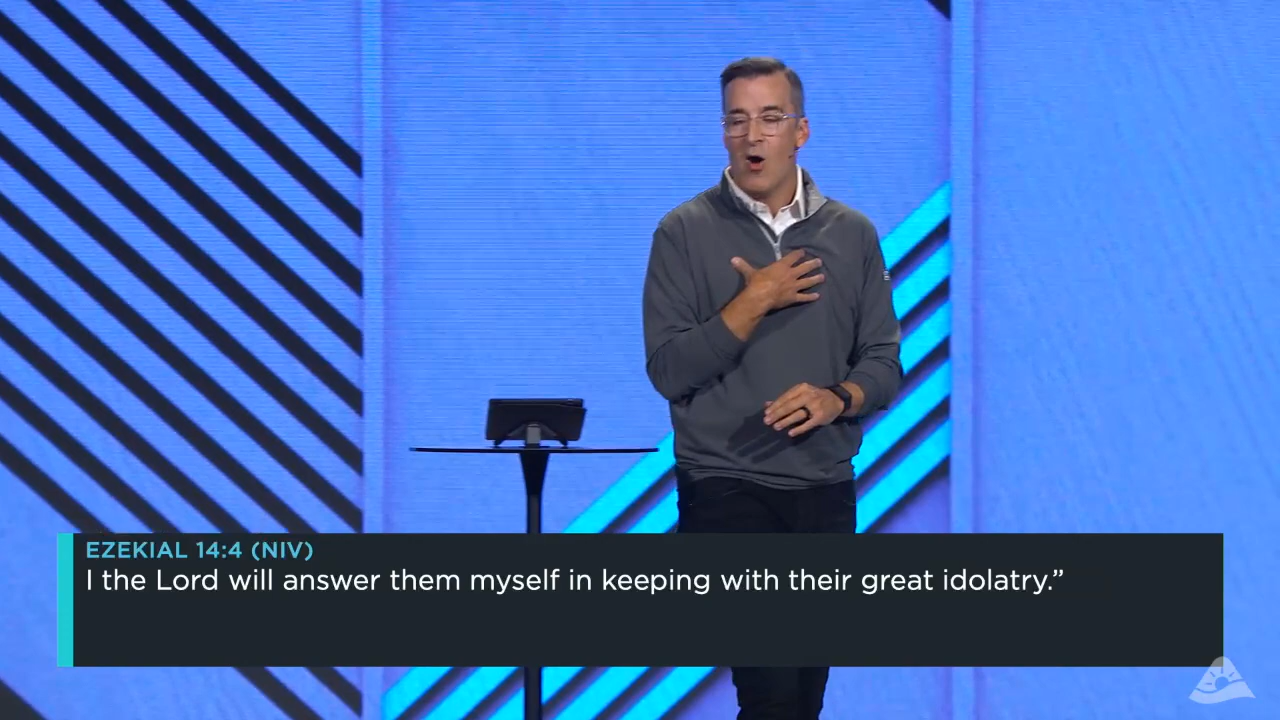 EZEKIAL 14:4 (NIV)
I the Lord will answer them myself in keeping with their great idolatry.”